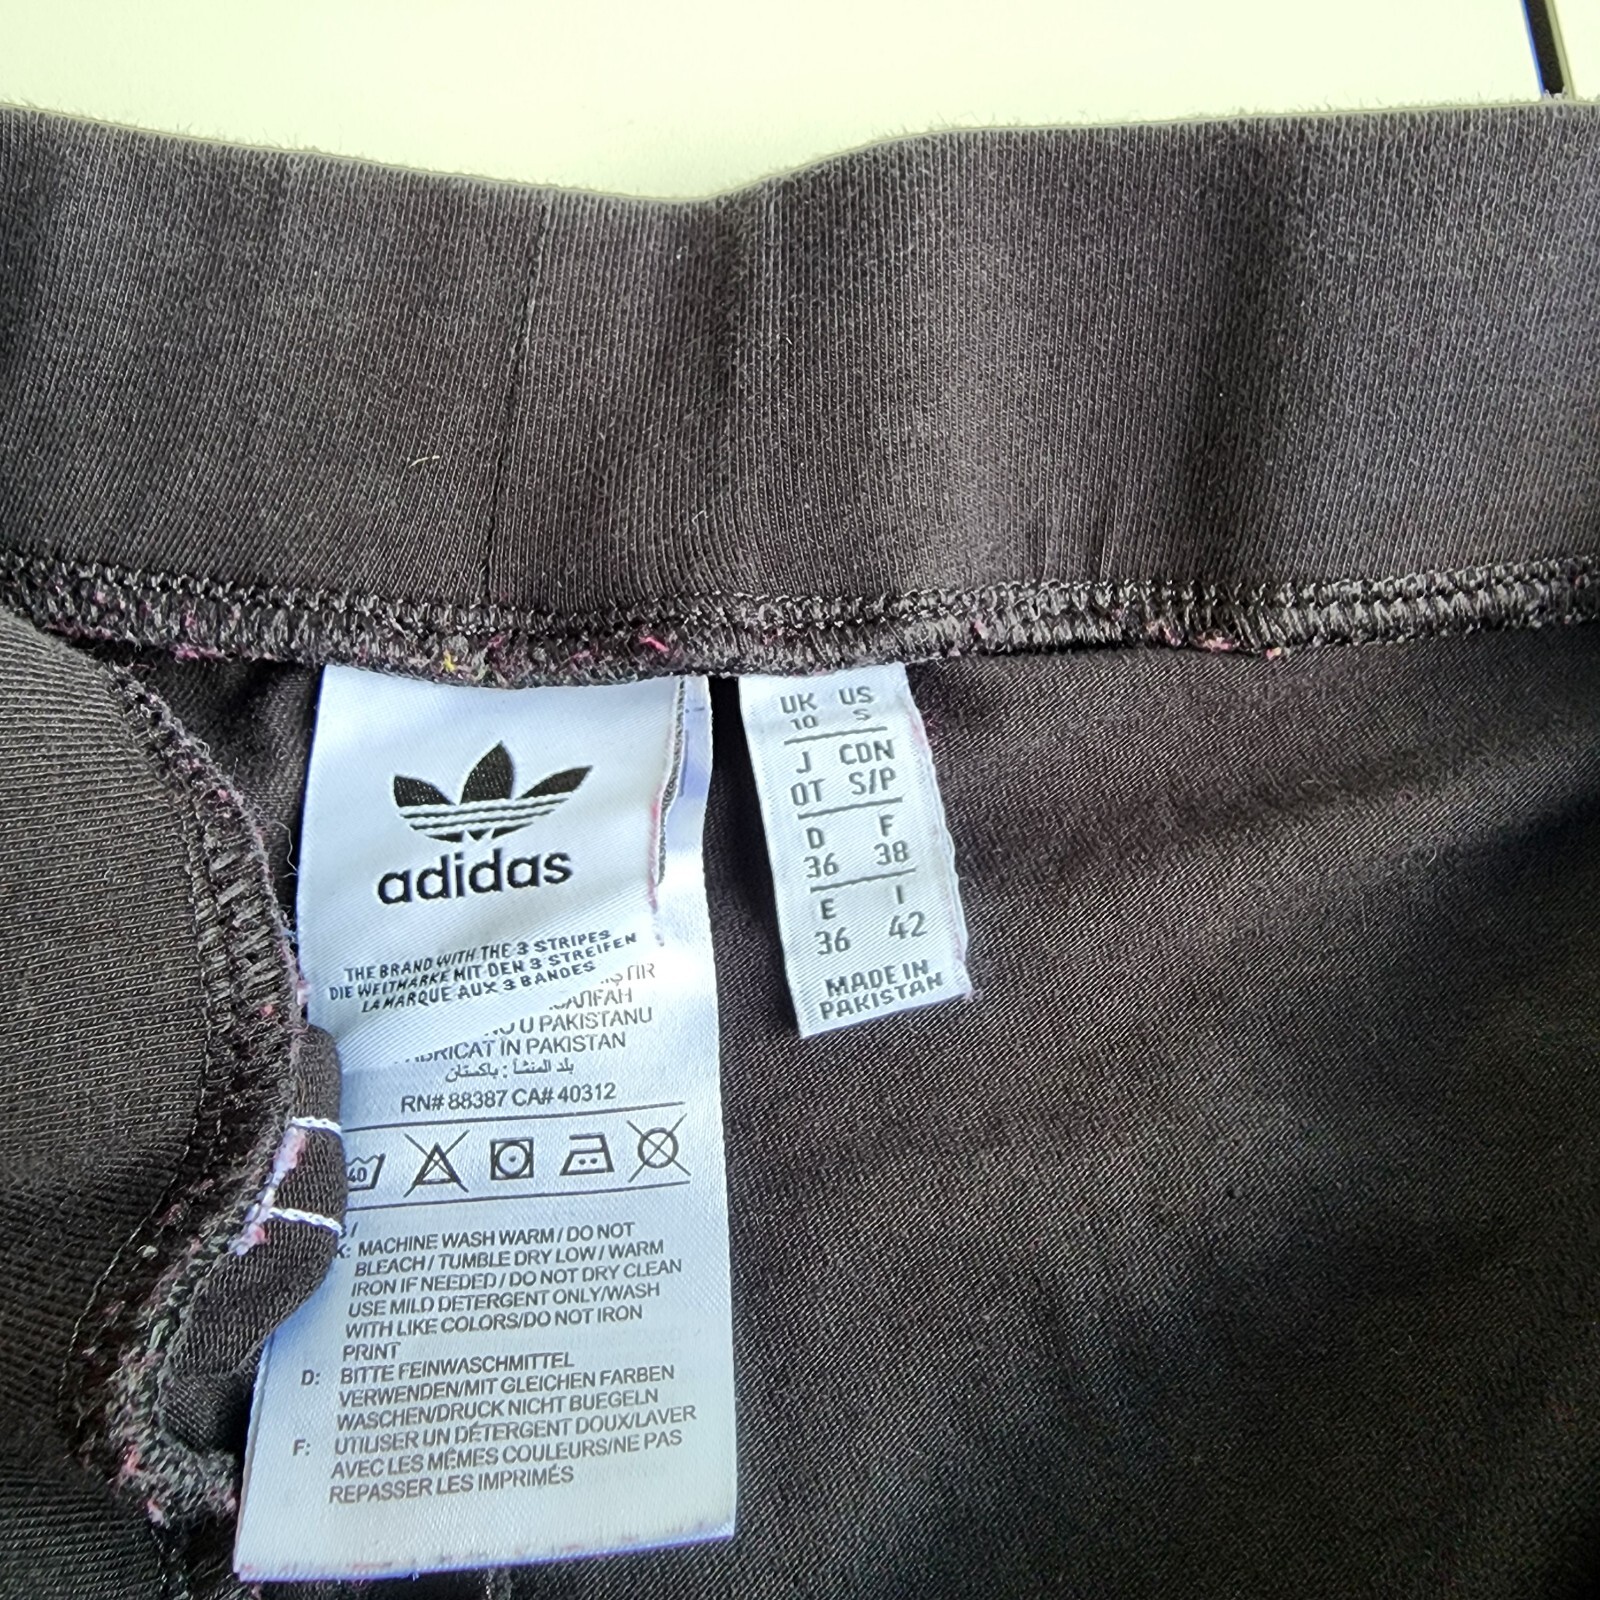 adidas
THE BRAND WITH THE 3 STRIPES
DIE WELTMARKE MIT DEN 3 STREIFEN
LA MARQUE AUX 3 BANDES
U PAKISTANU
IN PAKISTAN
بلد المنشأ : باكستان
RN# 88387 CA# 40312
40
MACHINE WASH WARM / DO NOT
BLEACH / TUMBLE DRY LOW / WARM
IRON IF NEEDED / DO NOT DRY CLEAN
USE MILD DETERGENT ONLY/WASH
WITH LIKE COLORS/DO NOT IRON
PRINT
D: BITTE FEINWASCHMITTEL
VERWENDEN/MIT GLEICHEN FARBEN
WASCHEN/DRUCK NICHT BUEGELN
F: UTILISER UN DÉTERGENT DOUX/LAVER
AVEC LES MÊMES COULEURS/NE PAS
REPASSER LES IMPRIMÉS
UK US
10 S
J CDN
OT S/P
D F
36 38
E I
36 42
MADE IN
PAKISTAN